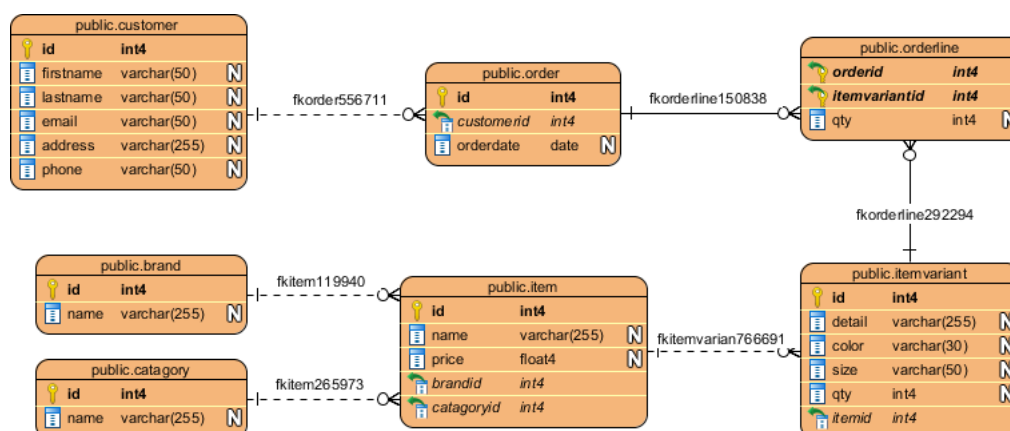 public.customer
id int4
firstname varchar(50) N
lastname varchar(50) N
email varchar(50) N
address varchar(255) N
phone varchar(50) N
fkorder556711
public.order
id int4
customerid int4
orderdate date N
fkorderline150838
public.orderline
orderid int4
itemvariantid int4
qty int4 N
fkorderline292294
public.brand
id int4
name varchar(255) N
fkitem119940
public.catagory
id int4
name varchar(255) N
fkitem265973
public.item
id int4
name varchar(255) N
price float4 N
brandid int4
catagoryid int4
fkitemvarian766691
public.itemvariant
id int4
detail varchar(255) N
color varchar(30) N
size varchar(50) N
qty int4 N
itemid int4